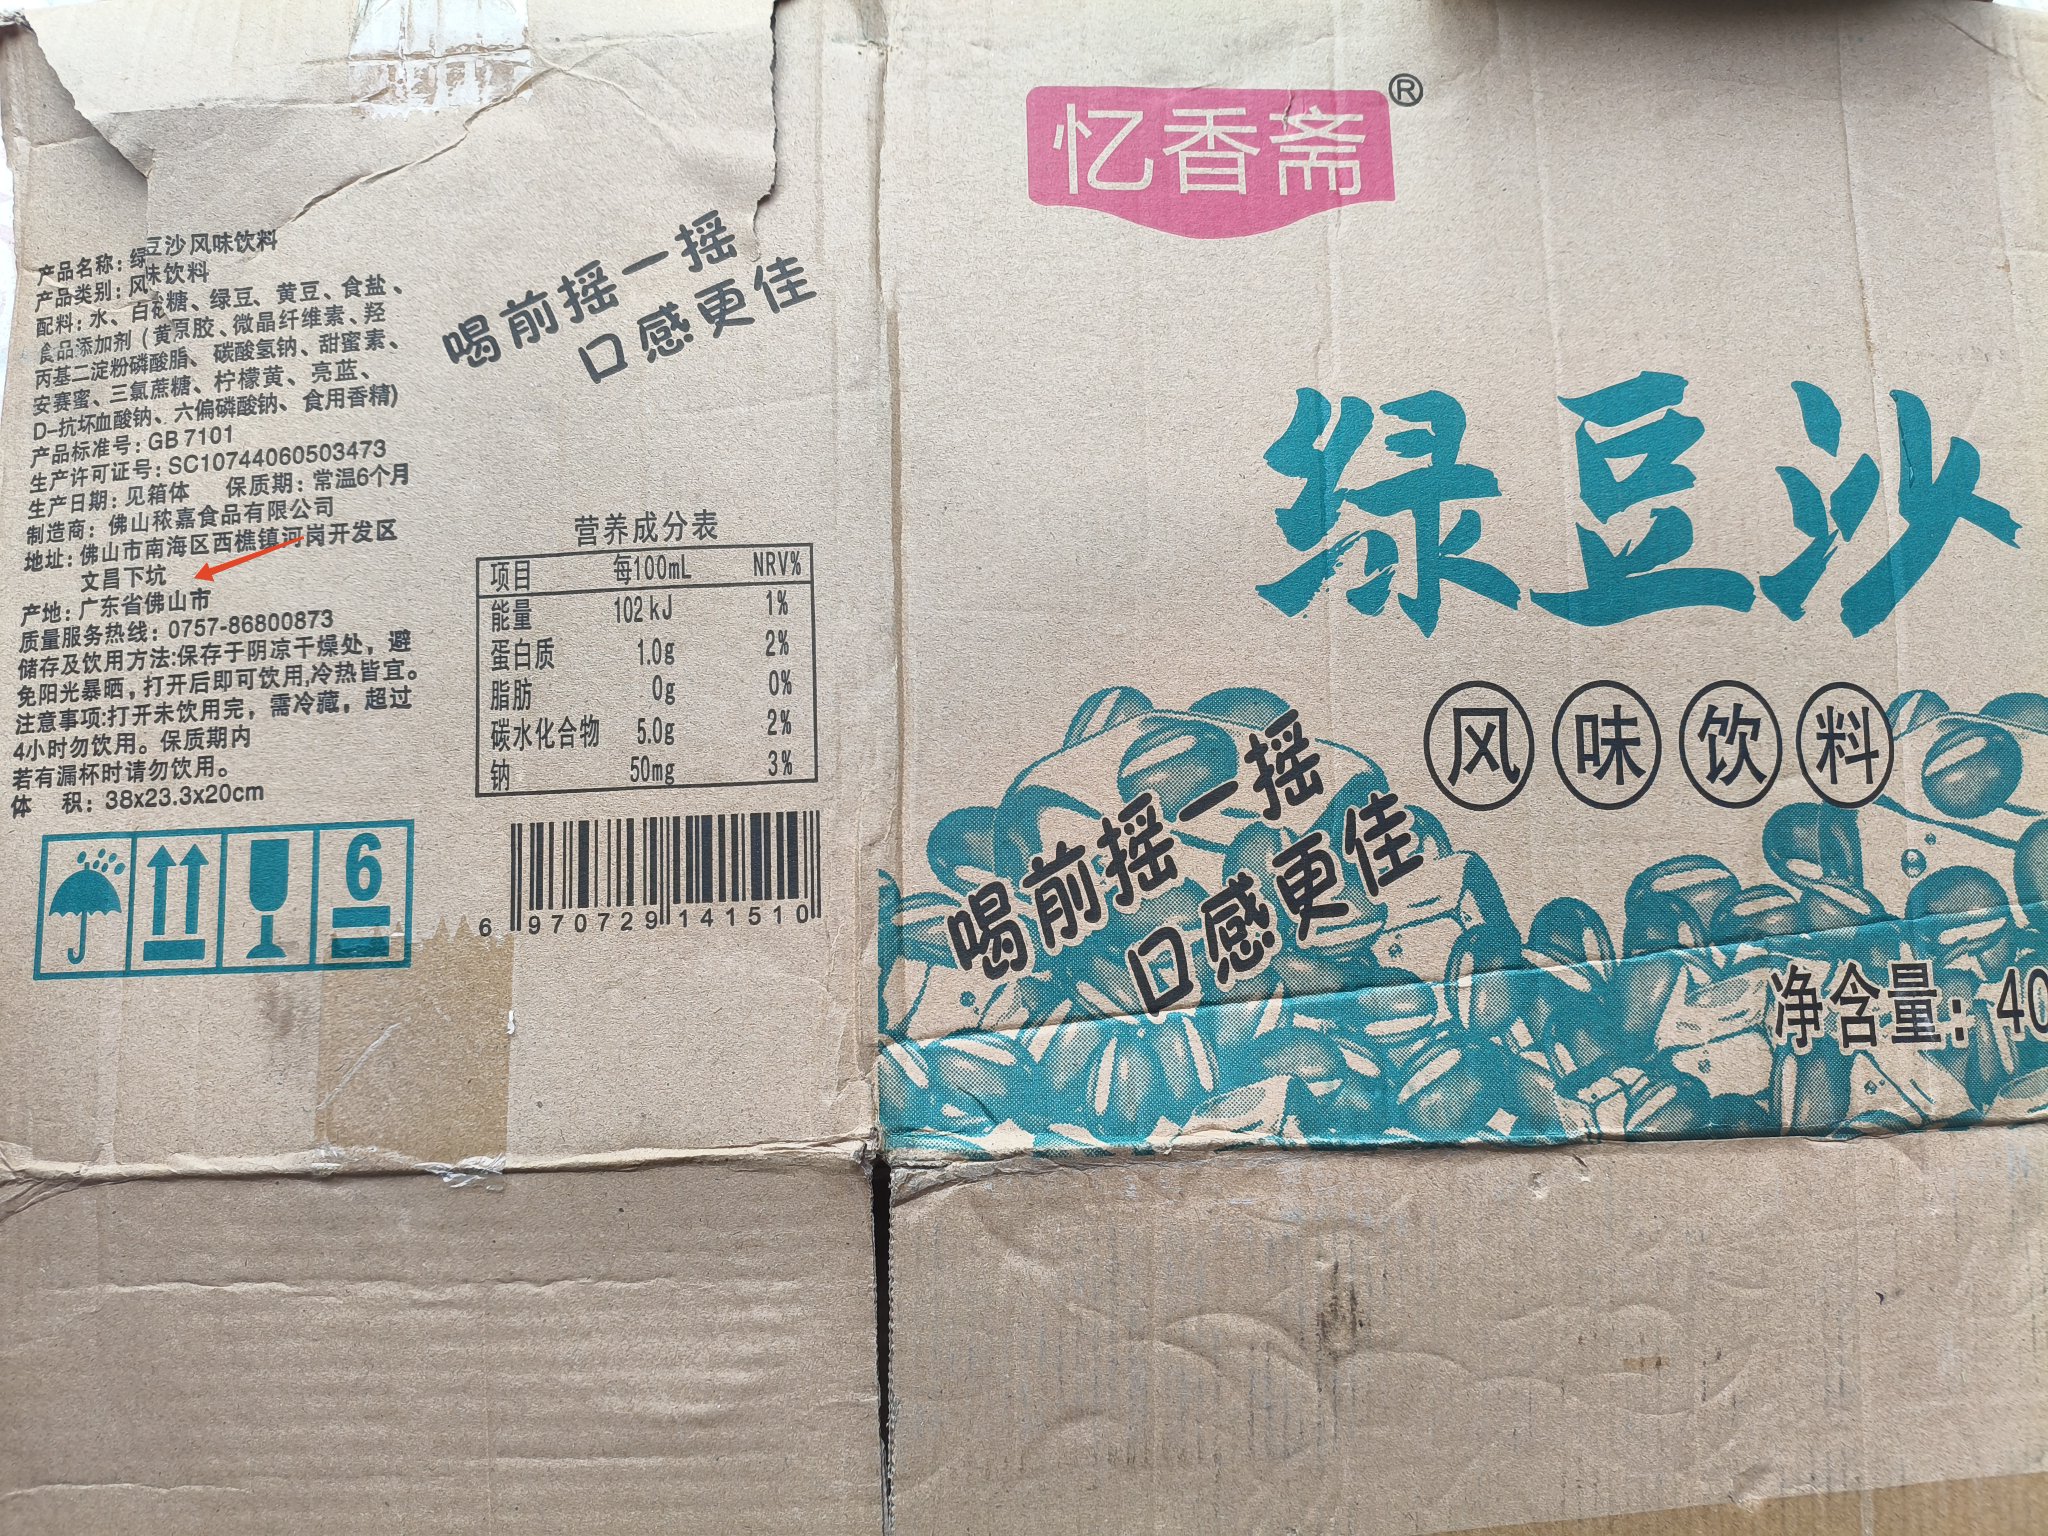 产品名称：绿豆沙风味饮料
产品类别：风味饮料
配料：水、白砂糖、绿豆、黄豆、食盐、
食品添加剂（黄原胶、微晶纤维素、羟
丙基二淀粉磷酸脂、碳酸氢钠、甜蜜素、
安赛蜜、三氯蔗糖、柠檬黄、亮蓝、
D-抗坏血酸钠、六偏磷酸钠、食用香精)
产品标准号：GB 7101
生产许可证号：SC10744060503473
生产日期：见箱体 保质期：常温6个月
制造商：佛山秾嘉食品有限公司
地址：佛山市南海区西樵镇河岗开发区
文昌下坑
产地：广东省佛山市
质量服务热线：0757-86800873
储存及饮用方法:保存于阴凉干燥处，避
免阳光暴晒，打开后即可饮用,冷热皆宜。
注意事项:打开未饮用完，需冷藏，超过
4小时勿饮用。保质期内
若有漏杯时请勿饮用。
体 积：38x23.3x20cm
6
喝前摇一摇
口感更佳
营养成分表
项目 每100mL NRV%
能量 102kJ 1%
蛋白质 1.0g 2%
脂肪 0g 0%
碳水化合物 5.0g 2%
钠 50mg 3%
6 970729 141510
忆香斋®
绿豆沙
风味饮料
喝前摇一摇
口感更佳
净含量：40